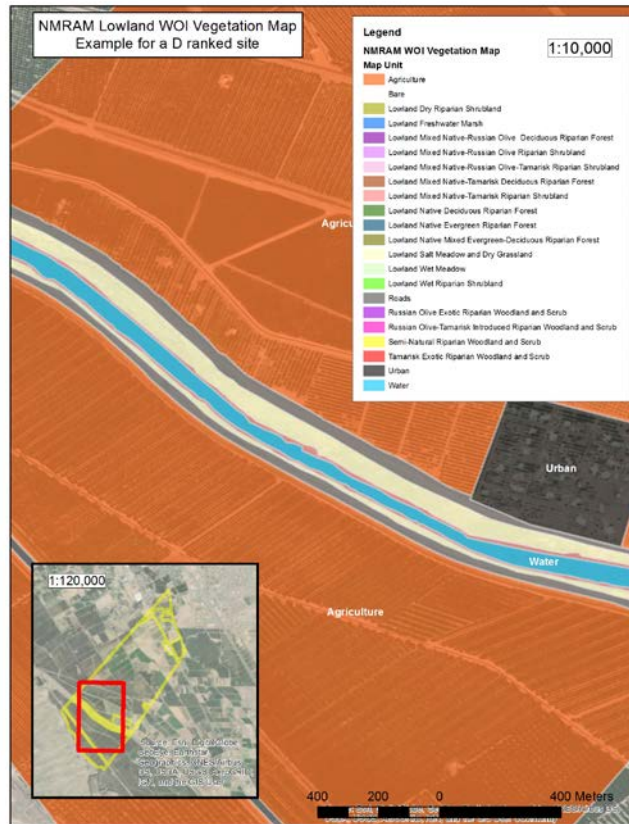 NMRAM Lowland WOI Vegetation Map
Example for a D ranked site
Legend
NMRAM WOI Vegetation Map
1:10,000
Map Unit
Agriculture
Bare
Lowland Dry Riparian Shrubland
Lowland Freshwater Marsh
Lowland Mixed Native-Russian Olive Deciduous Riparian Forest
Lowland Mixed Native-Russian Olive Riparian Shrubland
Lowland Mixed Native-Russian Olive-Tamarisk Riparian Shrubland
Lowland Mixed Native-Tamarisk Deciduous Riparian Forest
Lowland Mixed Native-Tamarisk Riparian Shrubland
Lowland Native Deciduous Riparian Forest
Lowland Native Evergreen Riparian Forest
Lowland Native Mixed Evergreen-Deciduous Riparian Forest
Lowland Salt Meadow and Dry Grassland
Lowland Wet Meadow
Lowland Wet Riparian Shrubland
Roads
Russian Olive Exotic Riparian Woodland and Scrub
Russian Olive-Tamarisk Introduced Riparian Woodland and Scrub
Semi-Natural Riparian Woodland and Scrub
Tamarisk Exotic Riparian Woodland and Scrub
Urban
Water
Agricu
Urban
Water
Agriculture
1:120,000
400 200 0 400 Meters